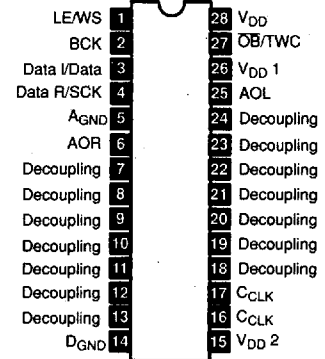 LE/WS 1 28 VDD
BCK 2 27 OB/TWC
Data I/Data 3 26 VDD 1
Data R/SCK 4 25 AOL
AGND 5 24 Decoupling
AOR 6 23 Decoupling
Decoupling 7 22 Decoupling
Decoupling 8 21 Decoupling
Decoupling 9 20 Decoupling
Decoupling 10 19 Decoupling
Decoupling 11 18 Decoupling
Decoupling 12 17 CCLK
Decoupling 13 16 CCLK
DGND 14 15 VDD 2